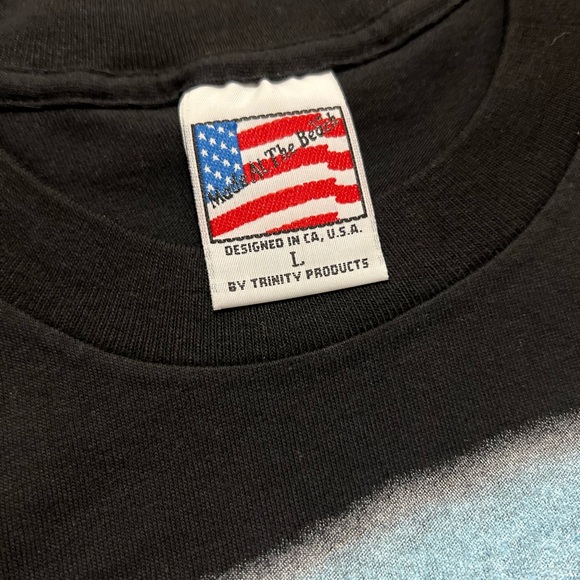 Made At The Beach
DESIGNED IN CA, U.S.A.
L
BY TRINITY PRODUCTS